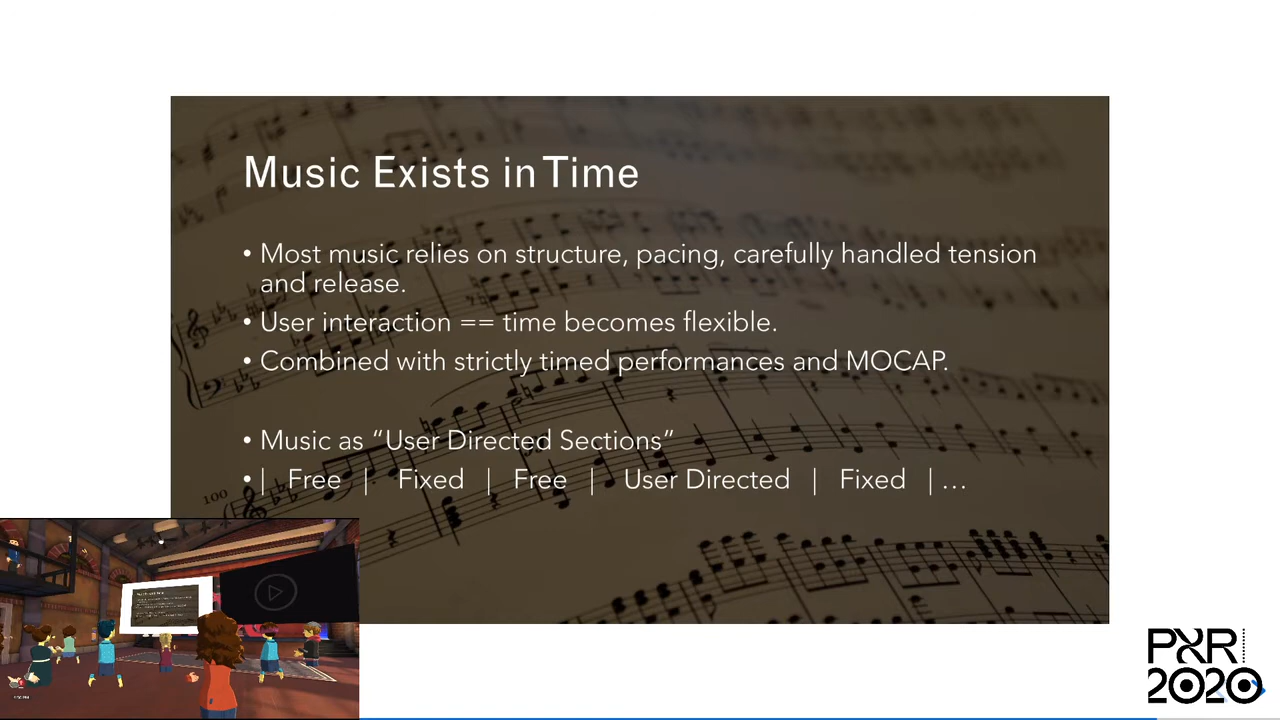 Music Exists in Time
• Most music relies on structure, pacing, carefully handled tension
and release.
• User interaction == time becomes flexible.
• Combined with strictly timed performances and MOCAP.
• Music as “User Directed Sections”
• | Free | Fixed | Free | User Directed | Fixed | …
100
PXR
2020